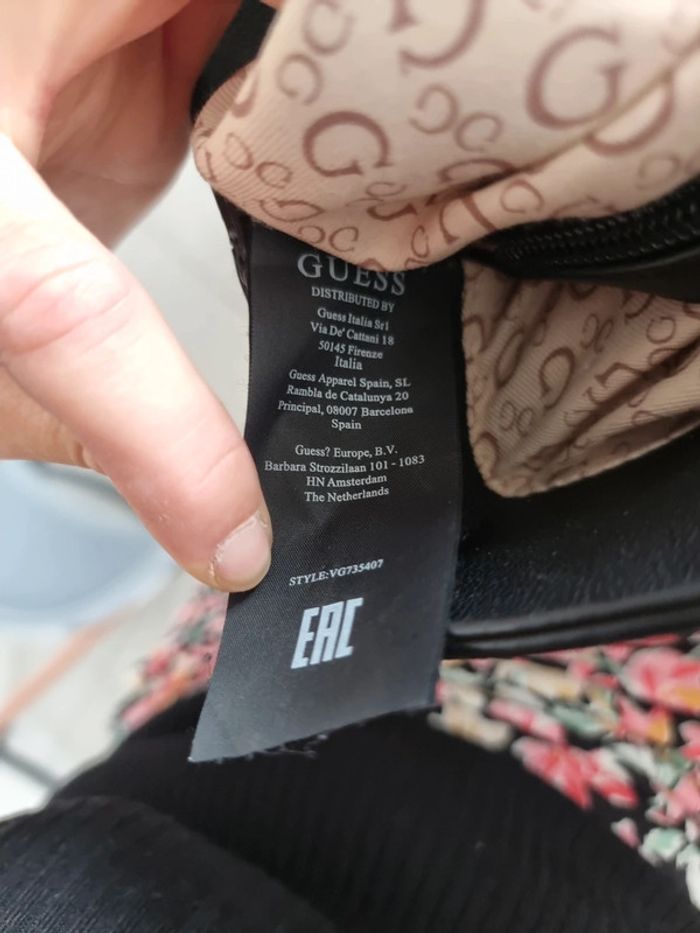 GUESS
DISTRIBUTED BY
Guess Italia Srl
Via De' Cattani 18
50145 Firenze
Italia
Guess Apparel Spain, SL
Rambla de Catalunya 20
Principal, 08007 Barcelona
Spain
Guess? Europe, B.V.
Barbara Strozzilaan 101 - 1083
HN Amsterdam
The Netherlands
STYLE:VG735407
EAC